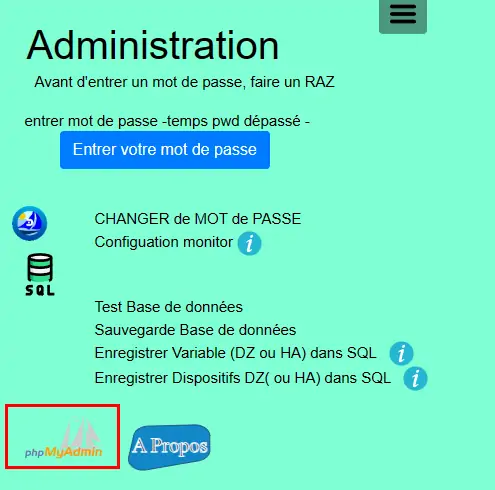 Administration
Avant d'entrer un mot de passe, faire un RAZ
entrer mot de passe -temps pwd dépassé -
Entrer votre mot de passe
CHANGER de MOT de PASSE
Configuation monitor i
SQL
Test Base de données
Sauvegarde Base de données
Enregistrer Variable (DZ ou HA) dans SQL i
Enregistrer Dispositifs DZ( ou HA) dans SQL i
phpMyAdmin
A Propos